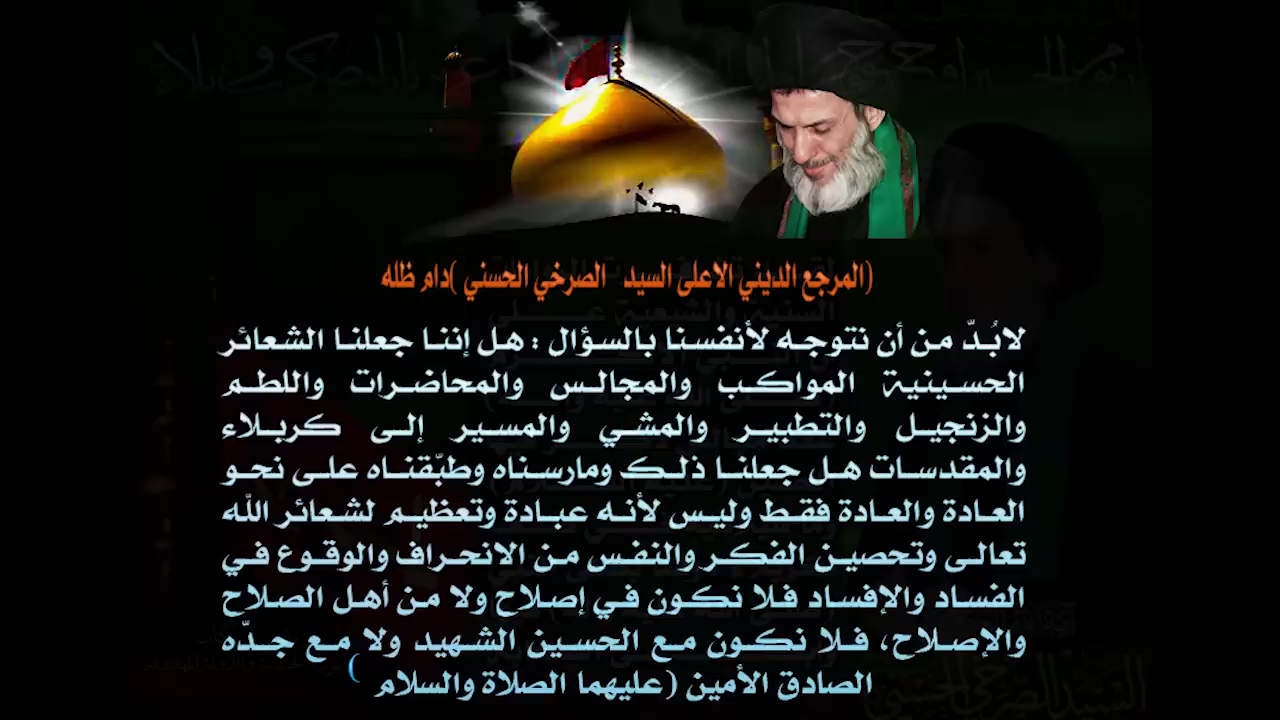 (المرجع الديني الاعلى السيد الصرخي الحسني )دام ظله
لابُدّ من أن نتوجه لأنفسنا بالسؤال : هل إننا جعلنا الشعائر
الحسينية المواكب والمجالس والمحاضرات واللطم
والزنجيل والتطبير والمشي والمسير إلى كربلاء
والمقدسات هل جعلنا ذلك ومارسناه وطبّقناه على نحو
العادة والعادة فقط وليس لأنه عبادة وتعظيم لشعائر الله
تعالى وتحصين الفكر والنفس من الانحراف والوقوع في
الفساد والإفساد فلا نكون في إصلاح ولا من أهل الصلاح
والإصلاح، فلا نكون مع الحسين الشهيد ولا مع جدّه
الصادق الأمين (عليهما الصلاة والسلام )
السيد الصرخي الحسني